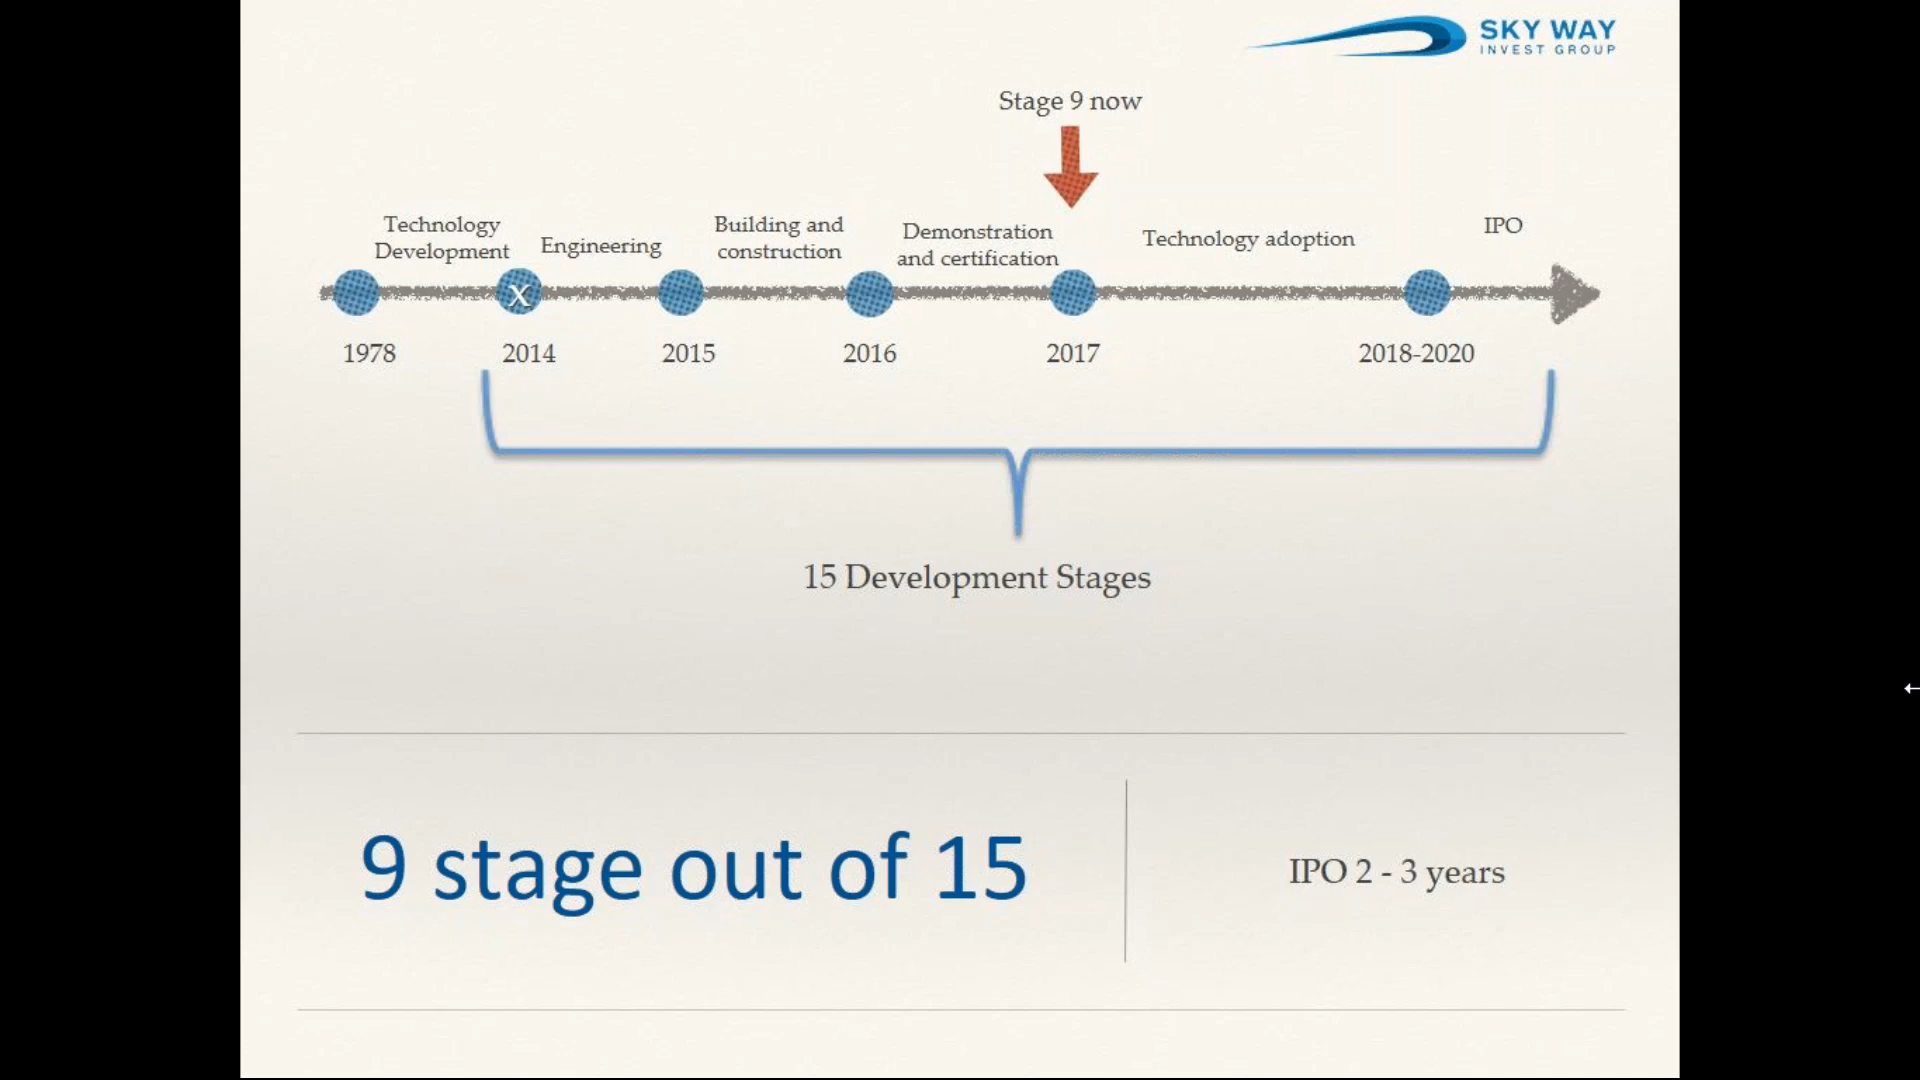 SKY WAY
INVEST GROUP
Stage 9 now
Technology
Development
Engineering
Building and
construction
Demonstration
and certification
Technology adoption
IPO
X
1978
2014
2015
2016
2017
2018-2020
15 Development Stages
9 stage out of 15
IPO 2 - 3 years